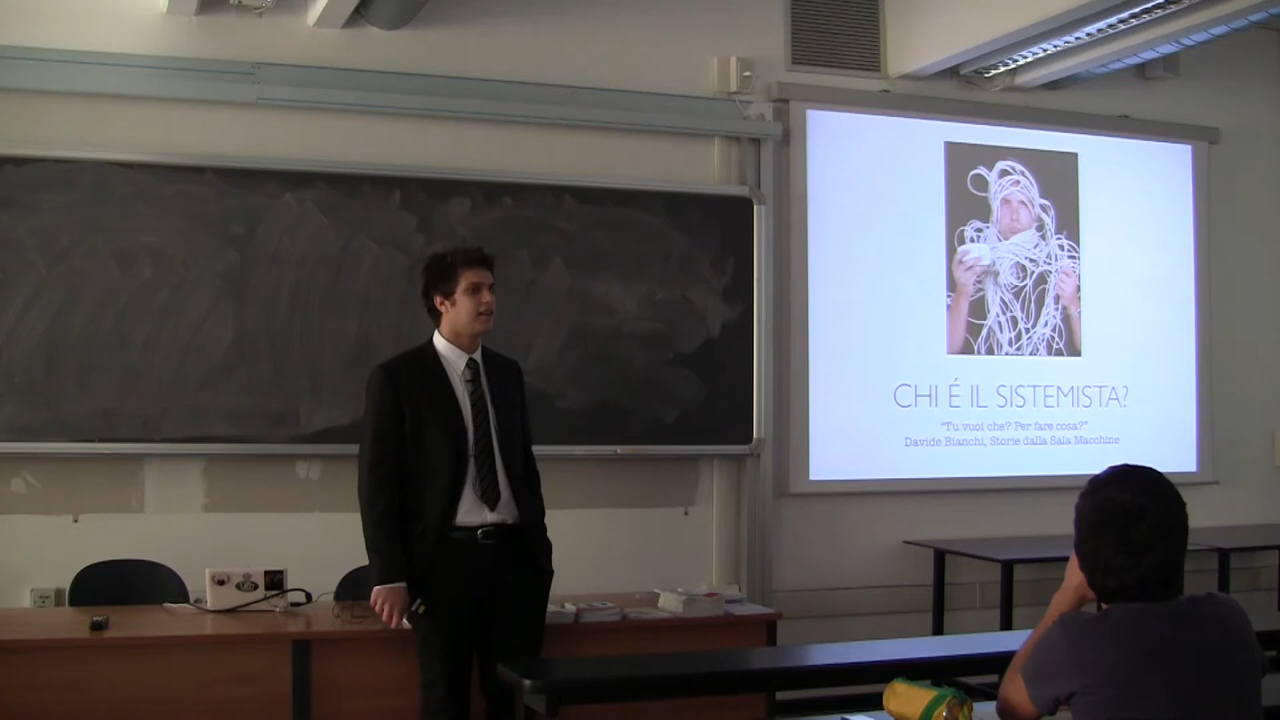 CHI É IL SISTEMISTA?
“Tu vuoi che? Per fare cosa?”
Davide Bianchi, Storie dalla Sala Macchine